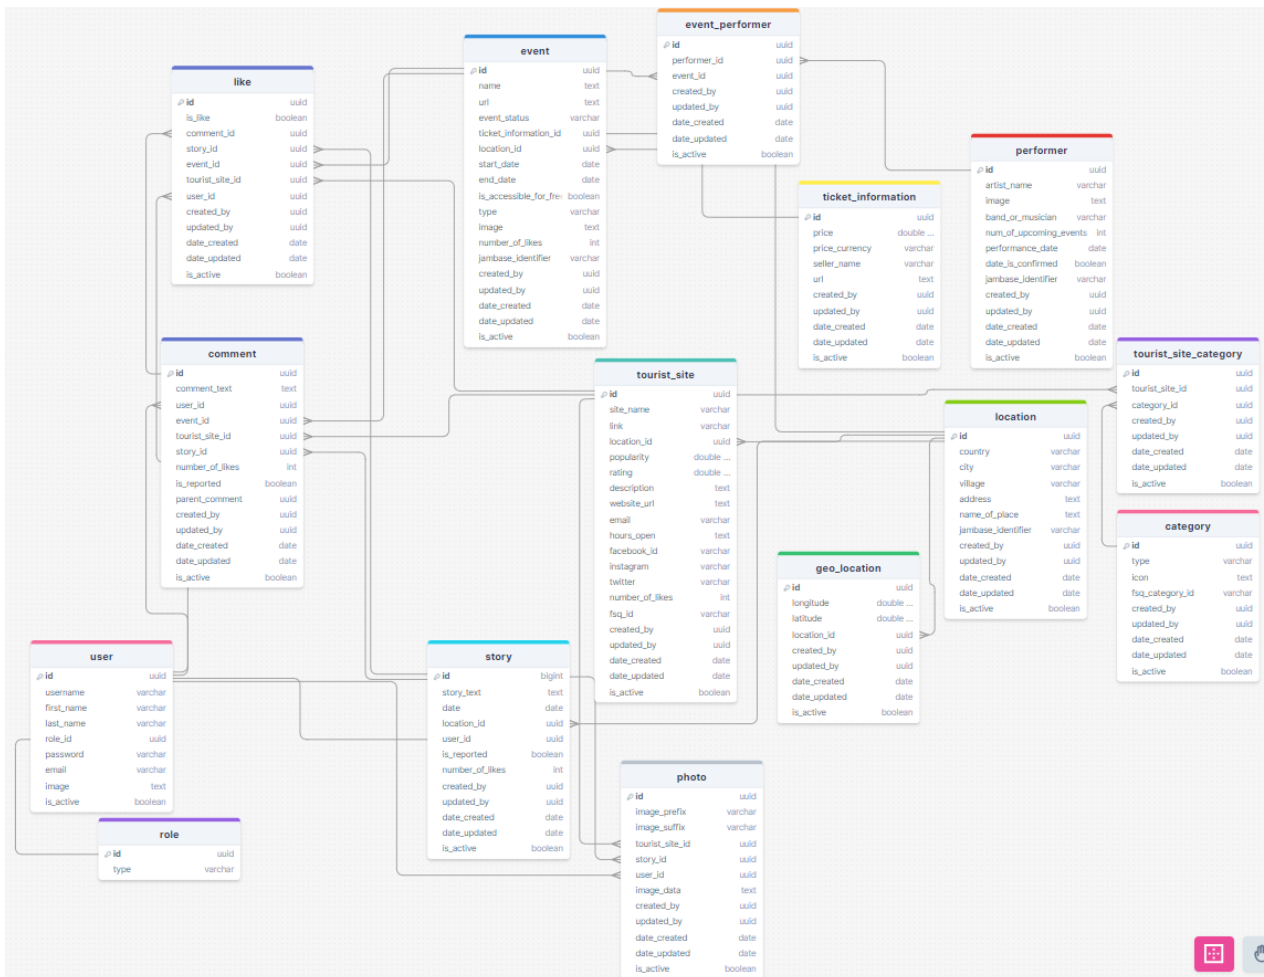 event_performer
id uuid
performer_id uuid
event_id uuid
created_by uuid
updated_by uuid
date_created date
date_updated date
is_active boolean
event
id uuid
name text
url text
event_status varchar
ticket_information_id uuid
location_id uuid
start_date date
end_date date
is_accessible_for_fre boolean
type varchar
image text
number_of_likes int
jambase_identifier varchar
created_by uuid
updated_by uuid
date_created date
date_updated date
is_active boolean
like
id uuid
is_like boolean
comment_id uuid
story_id uuid
event_id uuid
tourist_site_id uuid
user_id uuid
created_by uuid
updated_by uuid
date_created date
date_updated date
is_active boolean
performer
id uuid
artist_name varchar
image text
band_or_musician varchar
num_of_upcoming_events int
performance_date date
date_is_confirmed boolean
jambase_identifier varchar
created_by uuid
updated_by uuid
date_created date
date_updated date
is_active boolean
ticket_information
id uuid
price double ...
price_currency varchar
seller_name varchar
url text
created_by uuid
updated_by uuid
date_created date
date_updated date
is_active boolean
comment
id uuid
comment_text text
user_id uuid
event_id uuid
tourist_site_id uuid
story_id uuid
number_of_likes int
is_reported boolean
parent_comment uuid
created_by uuid
updated_by uuid
date_created date
date_updated date
is_active boolean
tourist_site
id uuid
site_name varchar
link varchar
location_id uuid
popularity double ...
rating double ...
description text
website_url text
email varchar
hours_open text
facebook_id varchar
instagram varchar
twitter varchar
number_of_likes int
fsq_id varchar
created_by uuid
updated_by uuid
date_created date
date_updated date
is_active boolean
tourist_site_category
id uuid
tourist_site_id uuid
category_id uuid
created_by uuid
updated_by uuid
date_created date
date_updated date
is_active boolean
location
id uuid
country varchar
city varchar
village varchar
address text
name_of_place text
jambase_identifier varchar
created_by uuid
updated_by uuid
date_created date
date_updated date
is_active boolean
category
id uuid
type varchar
icon text
fsq_category_id varchar
created_by uuid
updated_by uuid
date_created date
date_updated date
is_active boolean
geo_location
id uuid
longitude double ...
latitude double ...
location_id uuid
created_by uuid
updated_by uuid
date_created date
date_updated date
is_active boolean
user
id uuid
username varchar
first_name varchar
last_name varchar
role_id uuid
password varchar
email varchar
image text
is_active boolean
story
id bigint
story_text text
date date
location_id uuid
user_id uuid
is_reported boolean
number_of_likes int
created_by uuid
updated_by uuid
date_created date
date_updated date
is_active boolean
photo
id uuid
image_prefix varchar
image_suffix varchar
tourist_site_id uuid
story_id uuid
user_id uuid
image_data text
created_by uuid
updated_by uuid
date_created date
date_updated date
is_active boolean
role
id uuid
type varchar